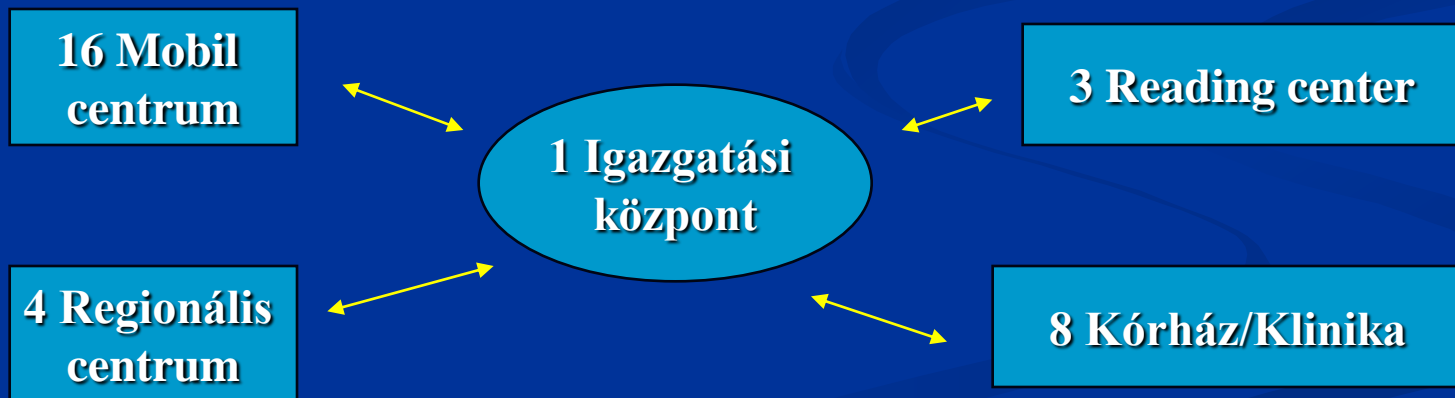 16 Mobil
centrum
3 Reading center
1 Igazgatási
központ
4 Regionális
centrum
8 Kórház/Klinika